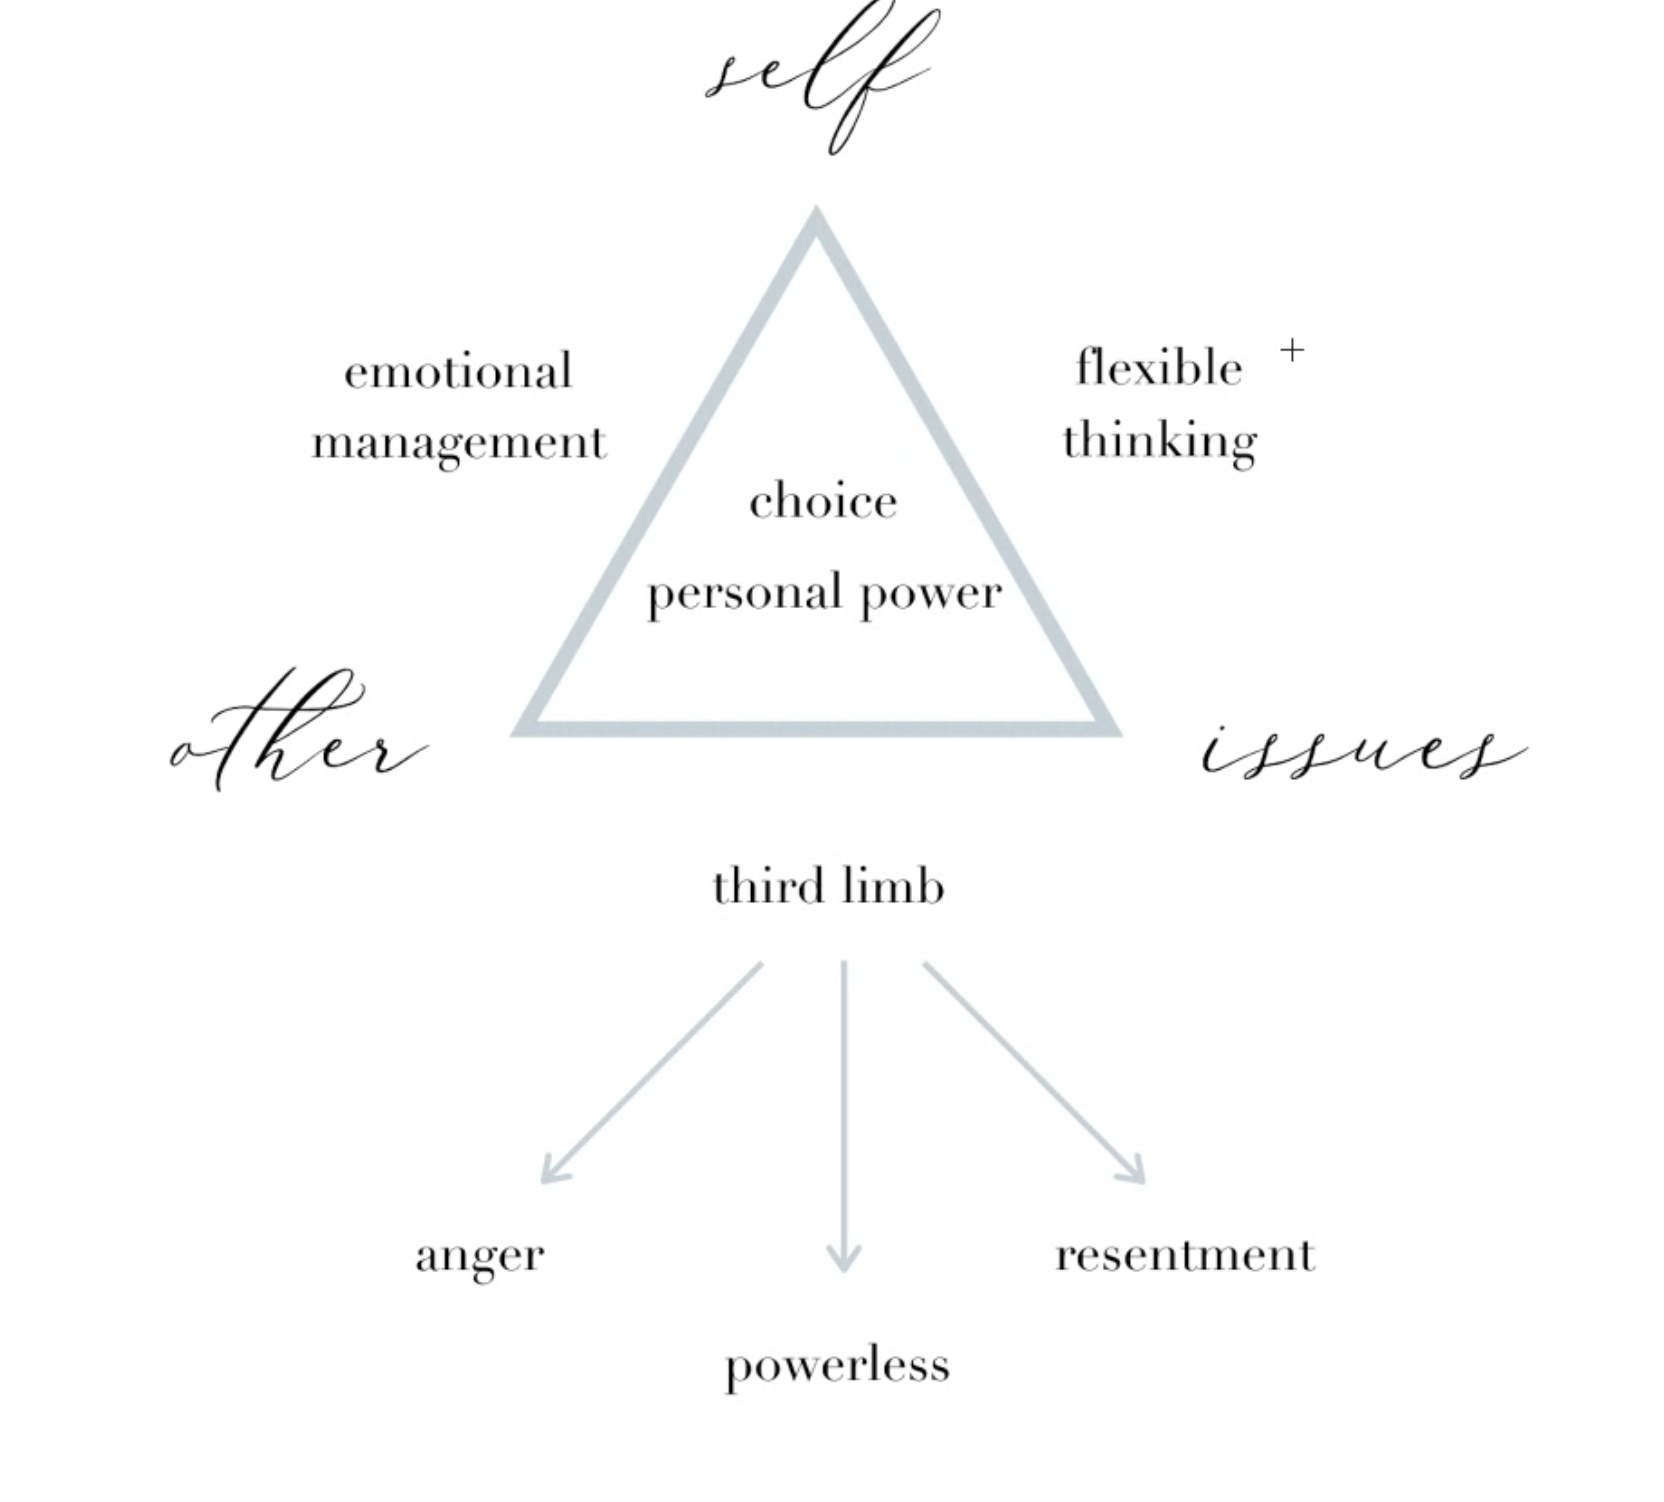 self
emotional
management
flexible +
thinking
choice
personal power
other
issues
third limb
anger
resentment
powerless